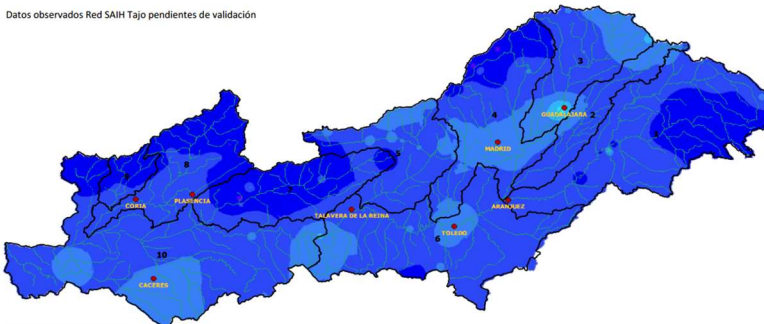 Datos observados Red SAIH Tajo pendientes de validación
3
GUADALAJARA
2
4
MADRID
5
8
CORIA
PLASENCIA
7
TALAVERA DE LA REINA
ARANJUEZ
TOLEDO
6
10
CACERES